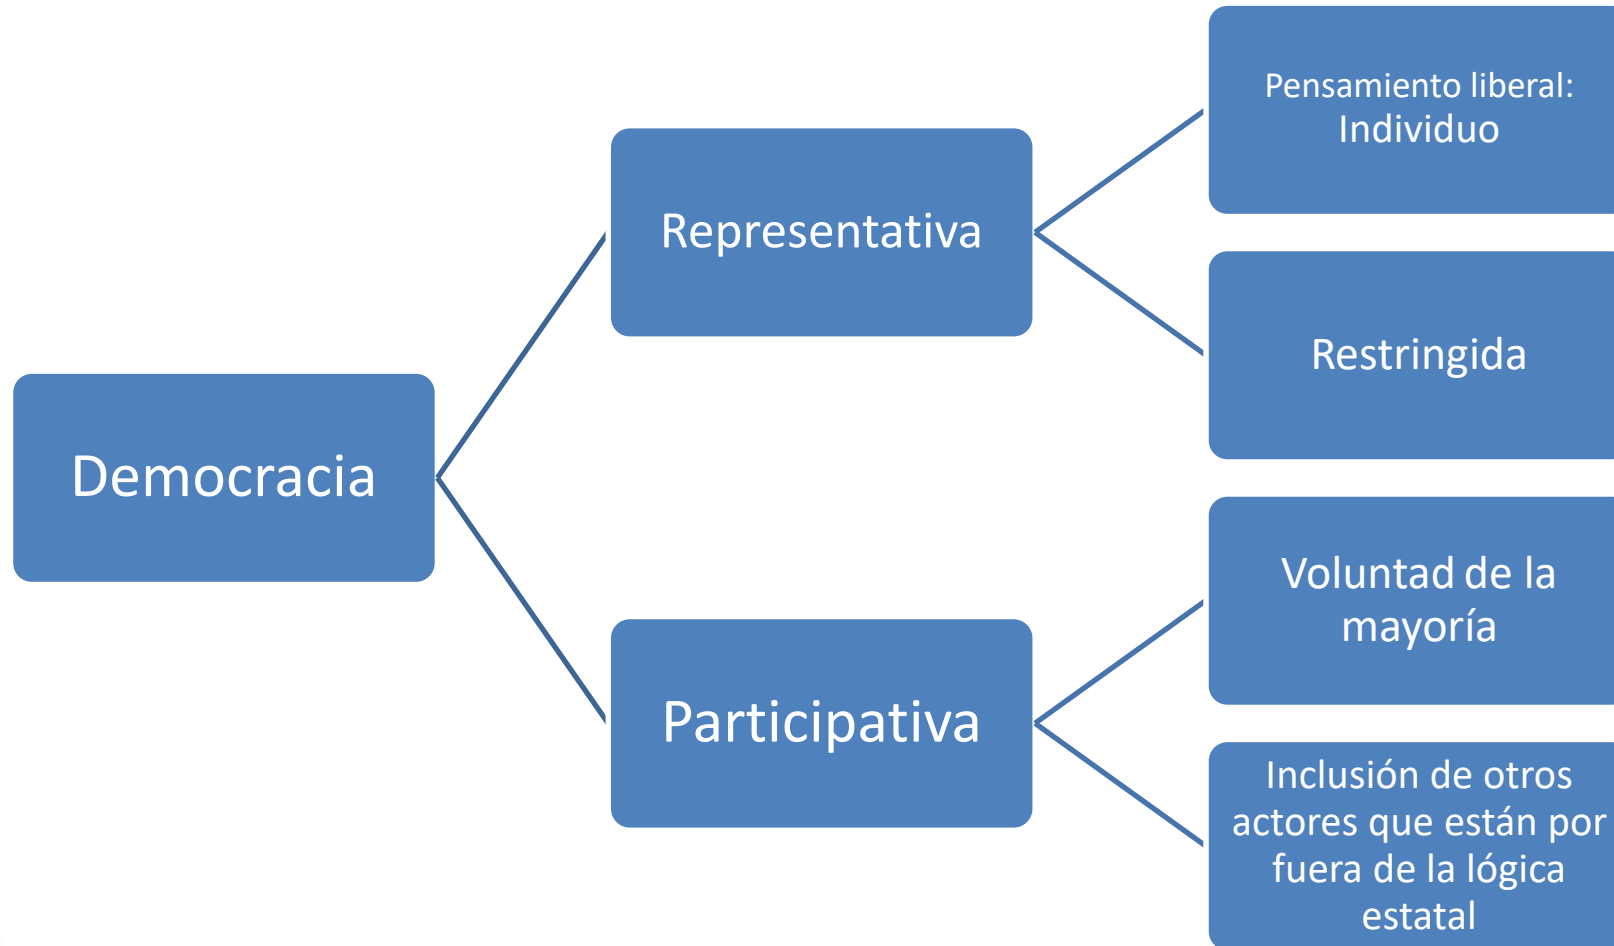 Democracia
Representativa
Pensamiento liberal:
Individuo
Restringida
Participativa
Voluntad de la
mayoría
Inclusión de otros
actores que están por
fuera de la lógica
estatal